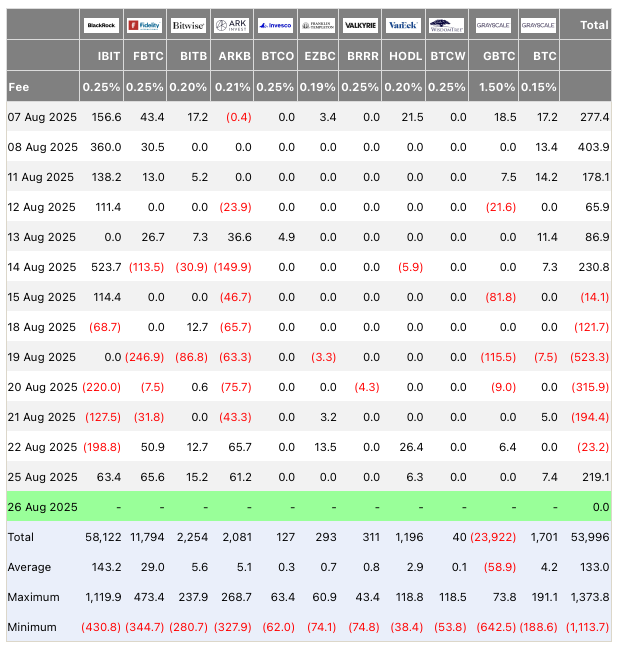 BlackRock Fidelity INVESTMENTS Bitwise ARK INVEST Invesco FRANKLIN TEMPLETON VALKYRIE VanEck WISDOMTREE GRAYSCALE GRAYSCALE Total
IBIT FBTC BITB ARKB BTCO EZBC BRRR HODL BTCW GBTC BTC
Fee 0.25% 0.25% 0.20% 0.21% 0.25% 0.19% 0.25% 0.20% 0.25% 1.50% 0.15%
07 Aug 2025 156.6 43.4 17.2 (0.4) 0.0 3.4 0.0 21.5 0.0 18.5 17.2 277.4
08 Aug 2025 360.0 30.5 0.0 0.0 0.0 0.0 0.0 0.0 0.0 0.0 13.4 403.9
11 Aug 2025 138.2 13.0 5.2 0.0 0.0 0.0 0.0 0.0 0.0 7.5 14.2 178.1
12 Aug 2025 111.4 0.0 0.0 (23.9) 0.0 0.0 0.0 0.0 0.0 (21.6) 0.0 65.9
13 Aug 2025 0.0 26.7 7.3 36.6 4.9 0.0 0.0 0.0 0.0 0.0 11.4 86.9
14 Aug 2025 523.7 (113.5) (30.9) (149.9) 0.0 0.0 0.0 (5.9) 0.0 0.0 7.3 230.8
15 Aug 2025 114.4 0.0 0.0 (46.7) 0.0 0.0 0.0 0.0 0.0 (81.8) 0.0 (14.1)
18 Aug 2025 (68.7) 0.0 12.7 (65.7) 0.0 0.0 0.0 0.0 0.0 0.0 0.0 (121.7)
19 Aug 2025 0.0 (246.9) (86.8) (63.3) 0.0 (3.3) 0.0 0.0 0.0 (115.5) (7.5) (523.3)
20 Aug 2025 (220.0) (7.5) 0.6 (75.7) 0.0 0.0 (4.3) 0.0 0.0 (9.0) 0.0 (315.9)
21 Aug 2025 (127.5) (31.8) 0.0 (43.3) 0.0 3.2 0.0 0.0 0.0 0.0 5.0 (194.4)
22 Aug 2025 (198.8) 50.9 12.7 65.7 0.0 13.5 0.0 26.4 0.0 6.4 0.0 (23.2)
25 Aug 2025 63.4 65.6 15.2 61.2 0.0 0.0 0.0 6.3 0.0 0.0 7.4 219.1
26 Aug 2025 - - - - - - - - - - - 0.0
Total 58,122 11,794 2,254 2,081 127 293 311 1,196 40 (23,922) 1,701 53,996
Average 143.2 29.0 5.6 5.1 0.3 0.7 0.8 2.9 0.1 (58.9) 4.2 133.0
Maximum 1,119.9 473.4 237.9 268.7 63.4 60.9 43.4 118.8 118.5 73.8 191.1 1,373.8
Minimum (430.8) (344.7) (280.7) (327.9) (62.0) (74.1) (74.8) (38.4) (53.8) (642.5) (188.6) (1,113.7)